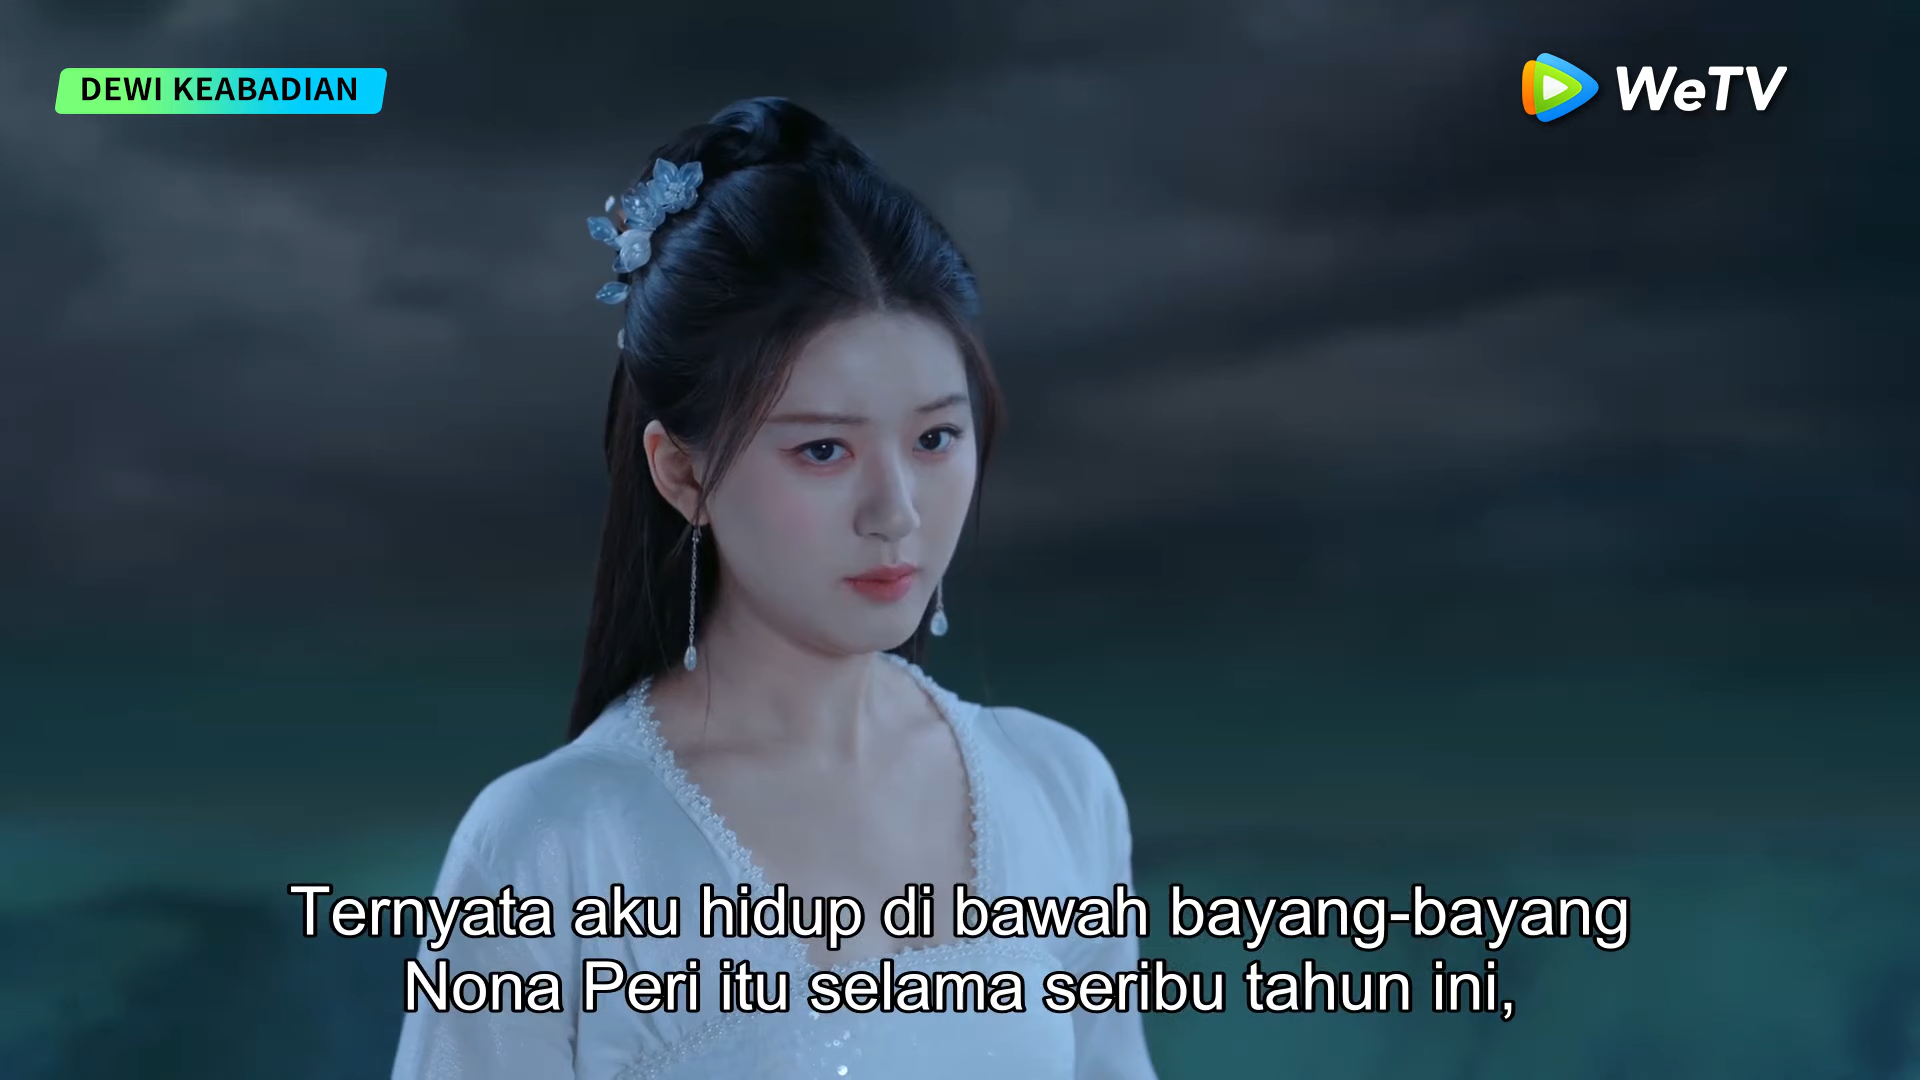 DEWI KEABADIAN
WeTV
Ternyata aku hidup di bawah bayang-bayang
Nona Peri itu selama seribu tahun ini,